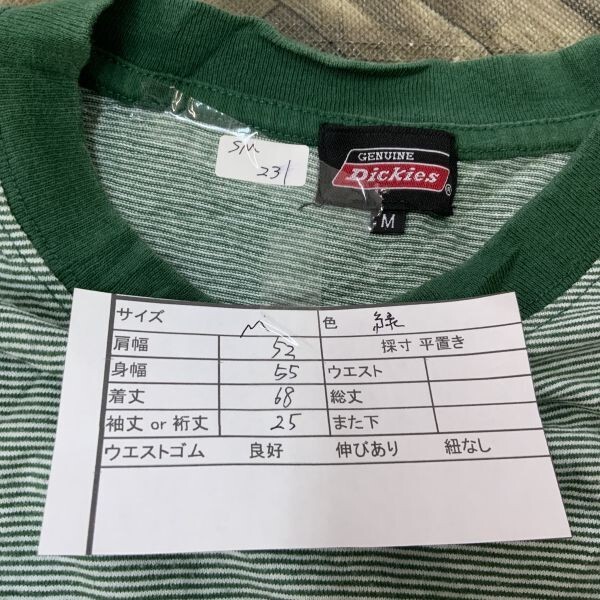 SM
231
GENUINE
Dickies
®
M
サイズ M 色 緑
肩幅 52 採寸 平置き
身幅 55 ウエスト
着丈 68 総丈
袖丈 or 裄丈 25 また下
ウエストゴム 良好 伸びあり 紐なし